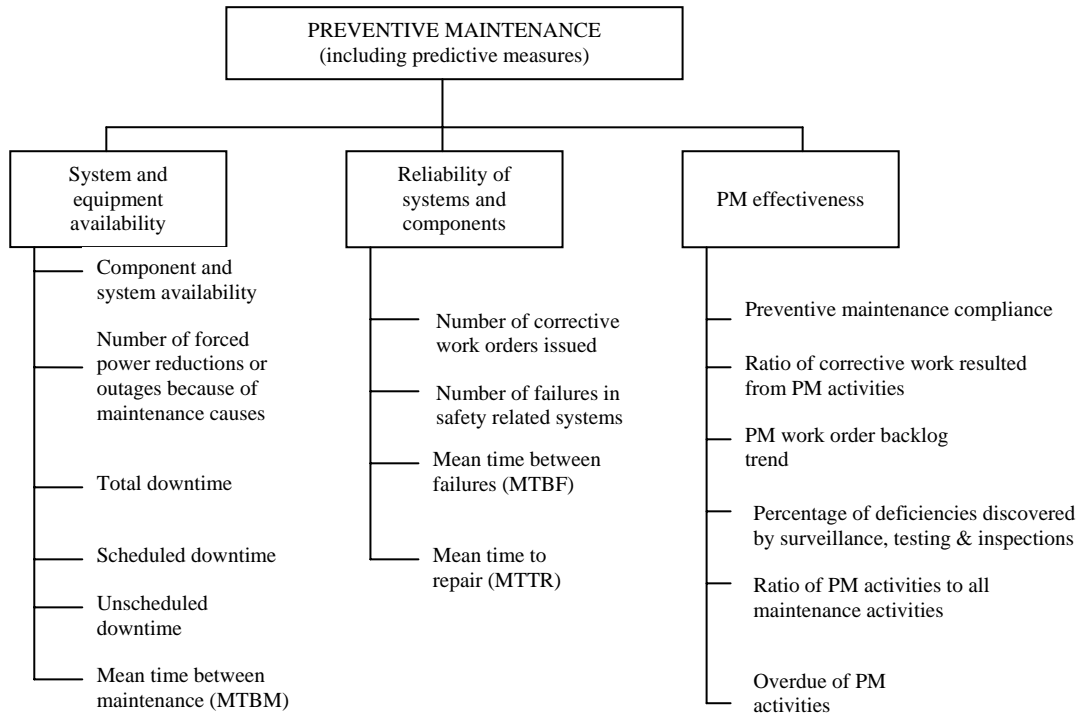 PREVENTIVE MAINTENANCE
(including predictive measures)
System and
equipment
availability
Component and
system availability
Number of forced
power reductions or
outages because of
maintenance causes
Total downtime
Scheduled downtime
Unscheduled
downtime
Mean time between
maintenance (MTBM)
Reliability of
systems and
components
Number of corrective
work orders issued
Number of failures in
safety related systems
Mean time between
failures (MTBF)
Mean time to
repair (MTTR)
PM effectiveness
Preventive maintenance compliance
Ratio of corrective work resulted
from PM activities
PM work order backlog
trend
Percentage of deficiencies discovered
by surveillance, testing & inspections
Ratio of PM activities to all
maintenance activities
Overdue of PM
activities